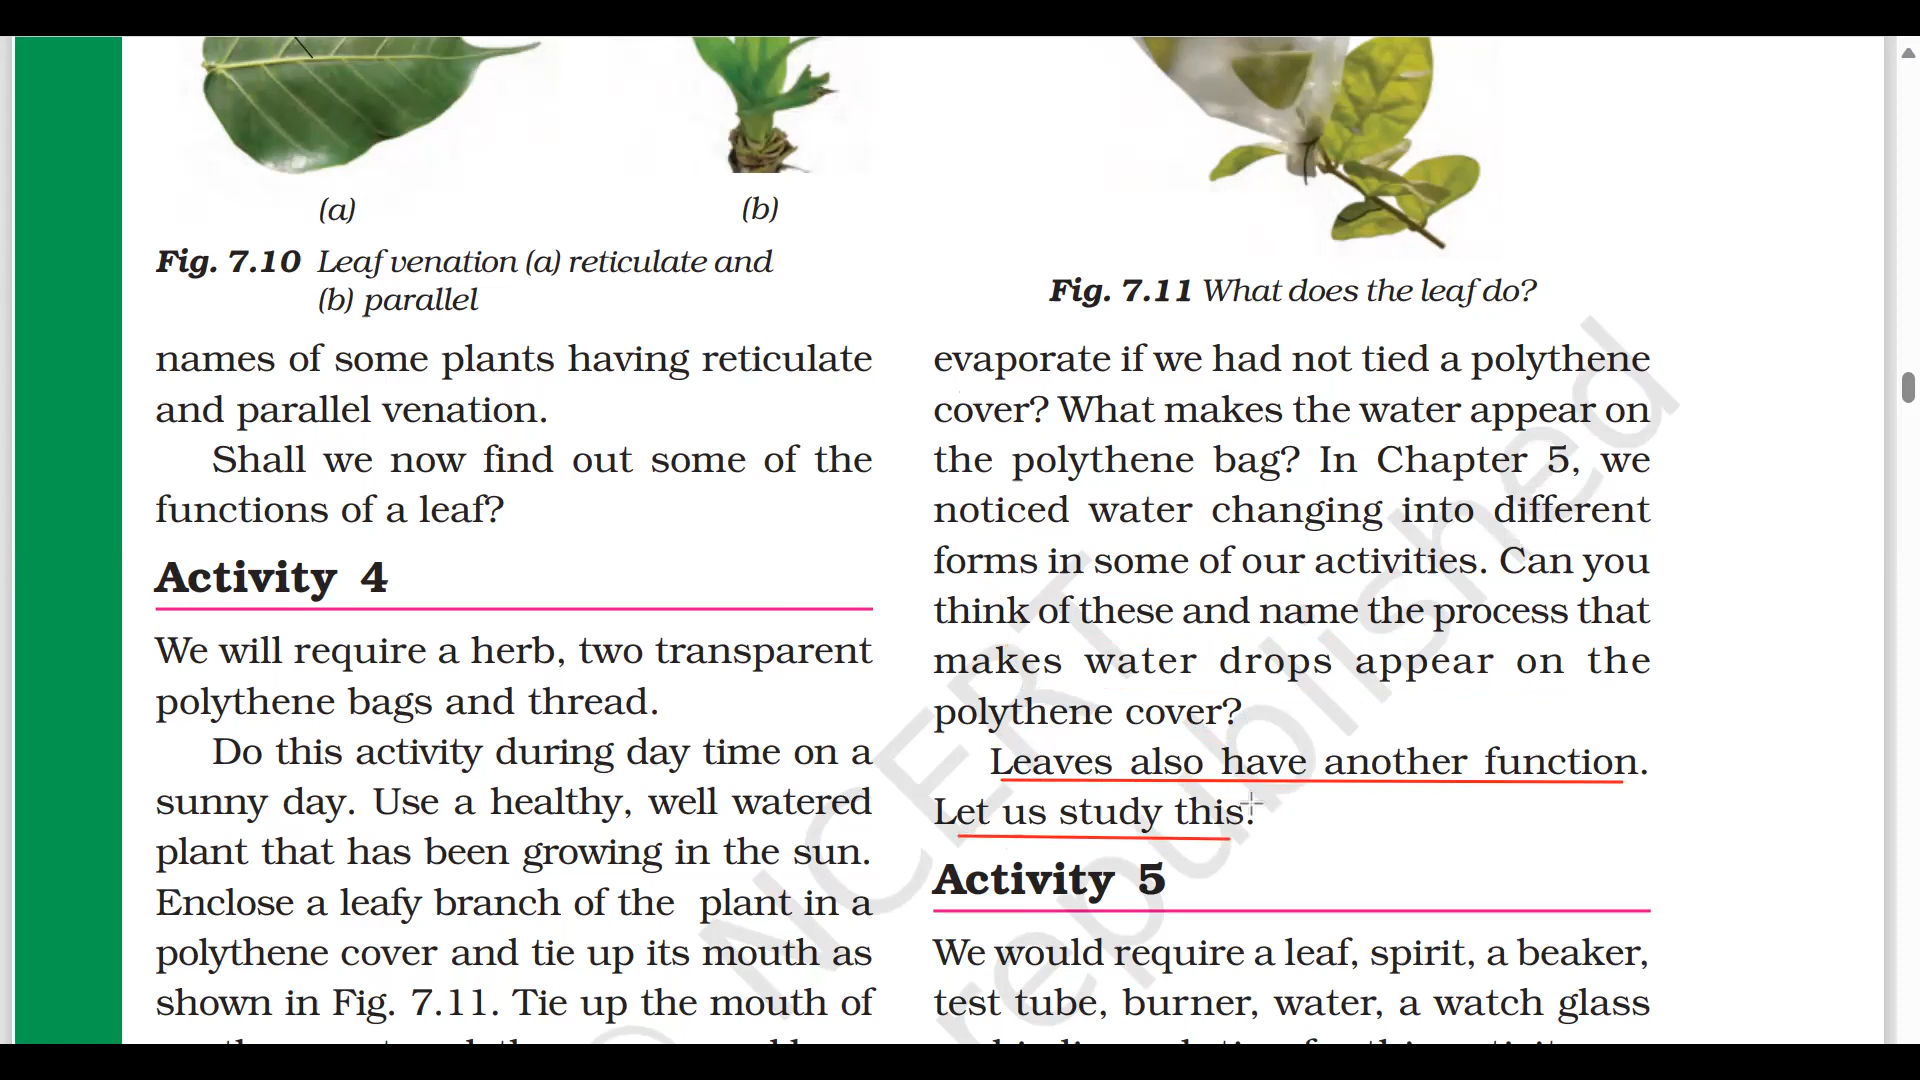 (a)
(b)
Fig. 7.10 Leaf venation (a) reticulate and
(b) parallel
names of some plants having reticulate
and parallel venation.
Shall we now find out some of the
functions of a leaf?
Activity 4
We will require a herb, two transparent
polythene bags and thread.
Do this activity during day time on a
sunny day. Use a healthy, well watered
plant that has been growing in the sun.
Enclose a leafy branch of the plant in a
polythene cover and tie up its mouth as
shown in Fig. 7.11. Tie up the mouth of
Fig. 7.11 What does the leaf do?
evaporate if we had not tied a polythene
cover? What makes the water appear on
the polythene bag? In Chapter 5, we
noticed water changing into different
forms in some of our activities. Can you
think of these and name the process that
makes water drops appear on the
polythene cover?
Leaves also have another function.
Let us study this.
Activity 5
We would require a leaf, spirit, a beaker,
test tube, burner, water, a watch glass
NCERT
republished